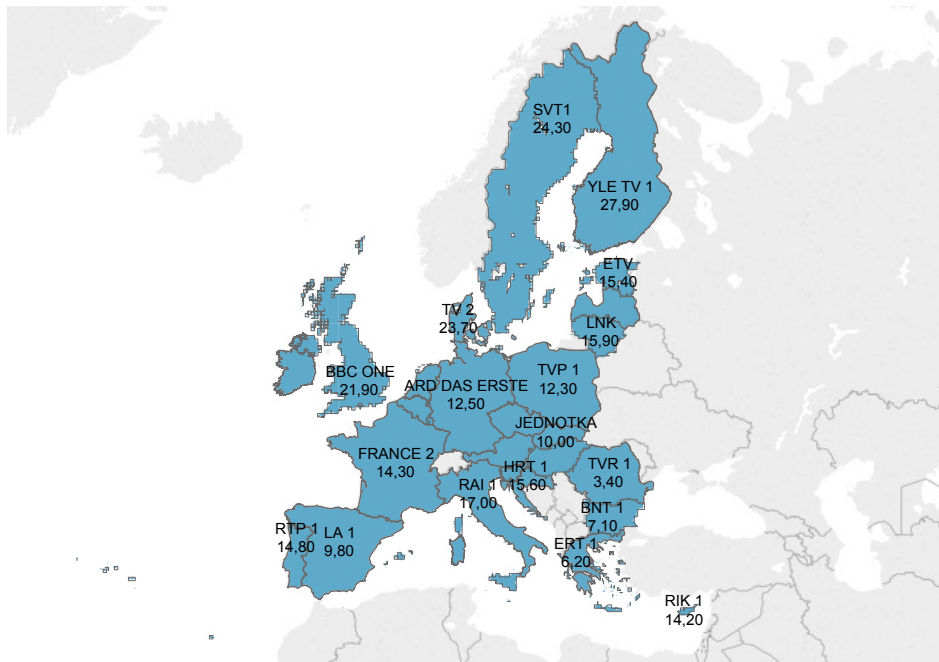 SVT1
24,30
YLE TV 1
27,90
ETV
15,40
TV 2
23,70
LNK
15,90
BBC ONE
21,90
ARD DAS ERSTE
12,50
TVP 1
12,30
JEDNOTKA
10,00
FRANCE 2
14,30
HRT 1
15,60
TVR 1
3,40
RAI 1
17,00
BNT 1
7,10
RTP 1
14,80
LA 1
9,80
ERT 1
6,20
RIK 1
14,20